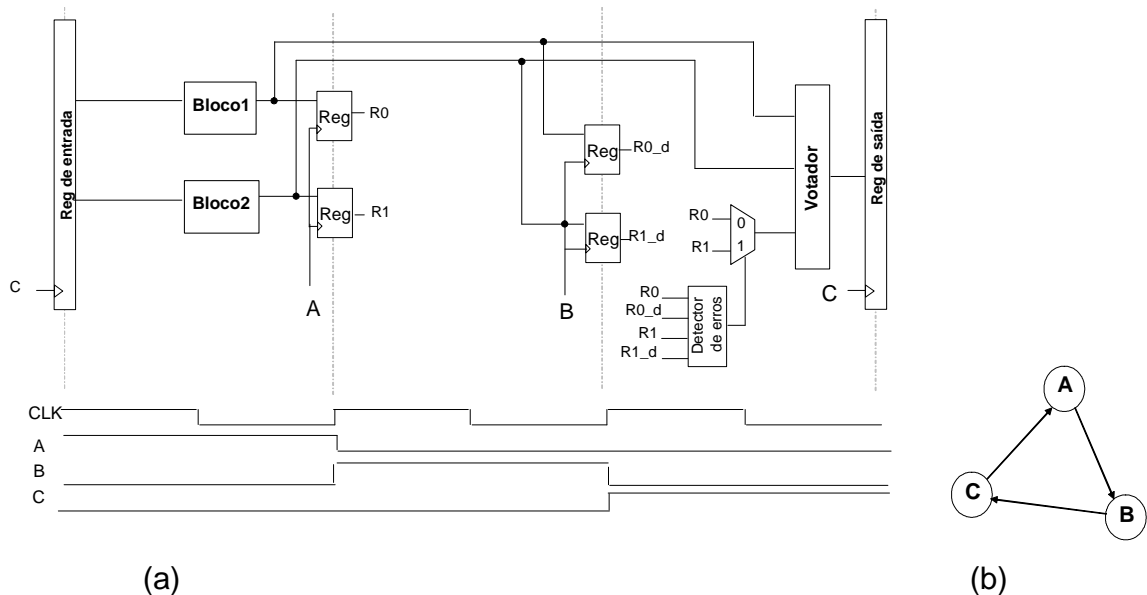 Reg de entrada
Bloco1
Bloco2
C
Reg
R0
Reg
R1
A
Reg
R0_d
Reg
R1_d
B
R0
R1
0
1
R0
R0_d
R1
R1_d
Detector
de erros
Votador
C
Reg de saída
CLK
A
B
C
A
B
C
(a)
(b)